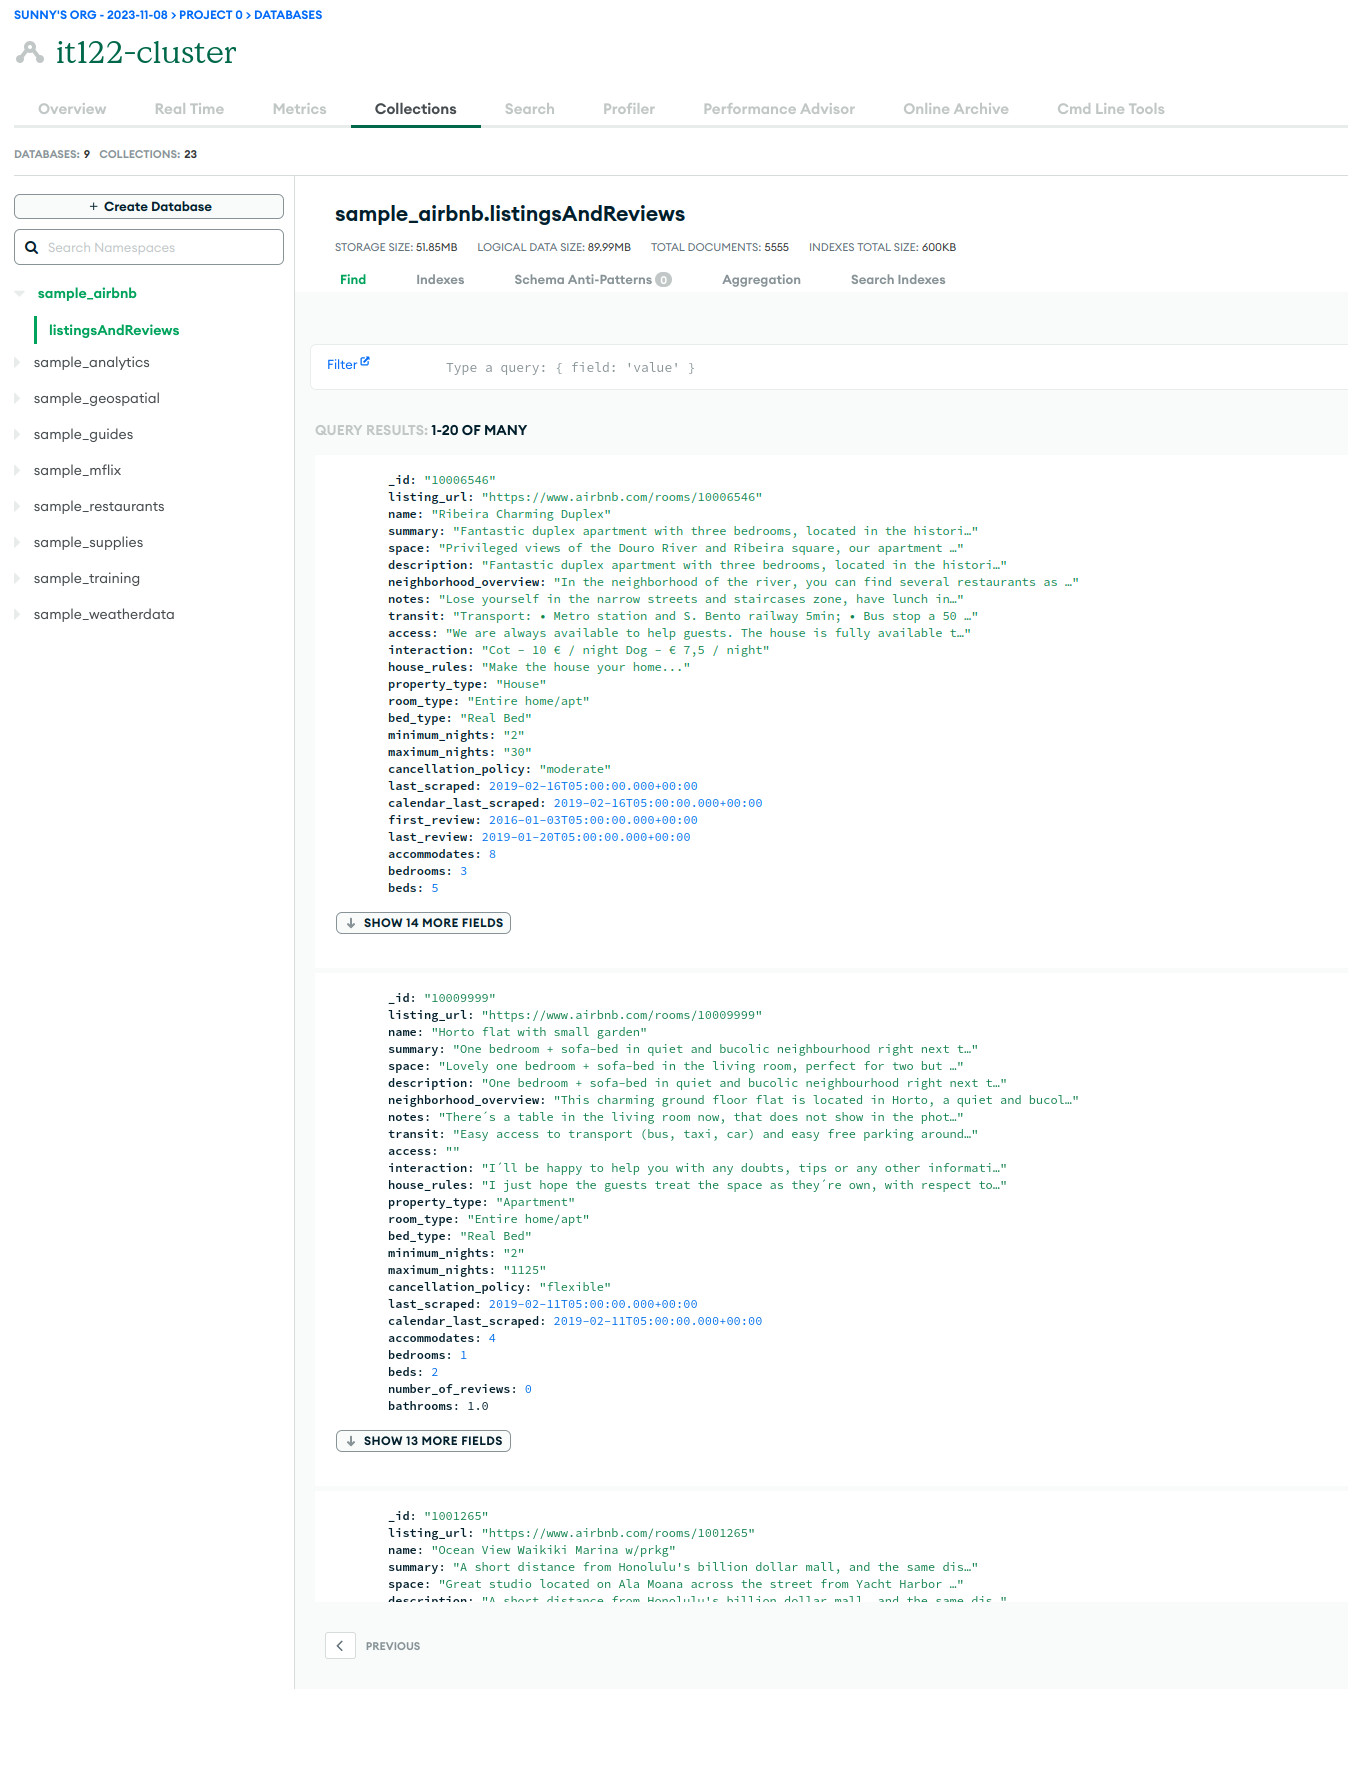 SUNNY'S ORG - 2023-11-08 > PROJECT 0 > DATABASES
it122-cluster
Overview Real Time Metrics Collections Search Profiler Performance Advisor Online Archive Cmd Line Tools
DATABASES: 9 COLLECTIONS: 23
+ Create Database
Search Namespaces
sample_airbnb
listingsAndReviews
sample_analytics
sample_geospatial
sample_guides
sample_mflix
sample_restaurants
sample_supplies
sample_training
sample_weatherdata
sample_airbnb.listingsAndReviews
STORAGE SIZE: 51.85MB LOGICAL DATA SIZE: 89.99MB TOTAL DOCUMENTS: 5555 INDEXES TOTAL SIZE: 600KB
Find Indexes Schema Anti-Patterns 0 Aggregation Search Indexes
Filter Type a query: { field: 'value' }
QUERY RESULTS: 1-20 OF MANY
_id: "10006546"
listing_url: "https://www.airbnb.com/rooms/10006546"
name: "Ribeira Charming Duplex"
summary: "Fantastic duplex apartment with three bedrooms, located in the histori…"
space: "Privileged views of the Douro River and Ribeira square, our apartment …"
description: "Fantastic duplex apartment with three bedrooms, located in the histori…"
neighborhood_overview: "In the neighborhood of the river, you can find several restaurants as …"
notes: "Lose yourself in the narrow streets and staircases zone, have lunch in…"
transit: "Transport: • Metro station and S. Bento railway 5min; • Bus stop a 50 …"
access: "We are always available to help guests. The house is fully available t…"
interaction: "Cot - 10 € / night Dog - € 7,5 / night"
house_rules: "Make the house your home..."
property_type: "House"
room_type: "Entire home/apt"
bed_type: "Real Bed"
minimum_nights: "2"
maximum_nights: "30"
cancellation_policy: "moderate"
last_scraped: 2019-02-16T05:00:00.000+00:00
calendar_last_scraped: 2019-02-16T05:00:00.000+00:00
first_review: 2016-01-03T05:00:00.000+00:00
last_review: 2019-01-20T05:00:00.000+00:00
accommodates: 8
bedrooms: 3
beds: 5
SHOW 14 MORE FIELDS
_id: "10009999"
listing_url: "https://www.airbnb.com/rooms/10009999"
name: "Horto flat with small garden"
summary: "One bedroom + sofa-bed in quiet and bucolic neighbourhood right next t…"
space: "Lovely one bedroom + sofa-bed in the living room, perfect for two but …"
description: "One bedroom + sofa-bed in quiet and bucolic neighbourhood right next t…"
neighborhood_overview: "This charming ground floor flat is located in Horto, a quiet and bucol…"
notes: "There´s a table in the living room now, that does not show in the phot…"
transit: "Easy access to transport (bus, taxi, car) and easy free parking around…"
access: ""
interaction: "I´ll be happy to help you with any doubts, tips or any other informati…"
house_rules: "I just hope the guests treat the space as they´re own, with respect to…"
property_type: "Apartment"
room_type: "Entire home/apt"
bed_type: "Real Bed"
minimum_nights: "2"
maximum_nights: "1125"
cancellation_policy: "flexible"
last_scraped: 2019-02-11T05:00:00.000+00:00
calendar_last_scraped: 2019-02-11T05:00:00.000+00:00
accommodates: 4
bedrooms: 1
beds: 2
number_of_reviews: 0
bathrooms: 1.0
SHOW 13 MORE FIELDS
_id: "1001265"
listing_url: "https://www.airbnb.com/rooms/1001265"
name: "Ocean View Waikiki Marina w/prkg"
summary: "A short distance from Honolulu's billion dollar mall, and the same dis…"
space: "Great studio located on Ala Moana across the street from Yacht Harbor …"
description: "A short distance from Honolulu's billion dollar mall, and the same dis…"
PREVIOUS